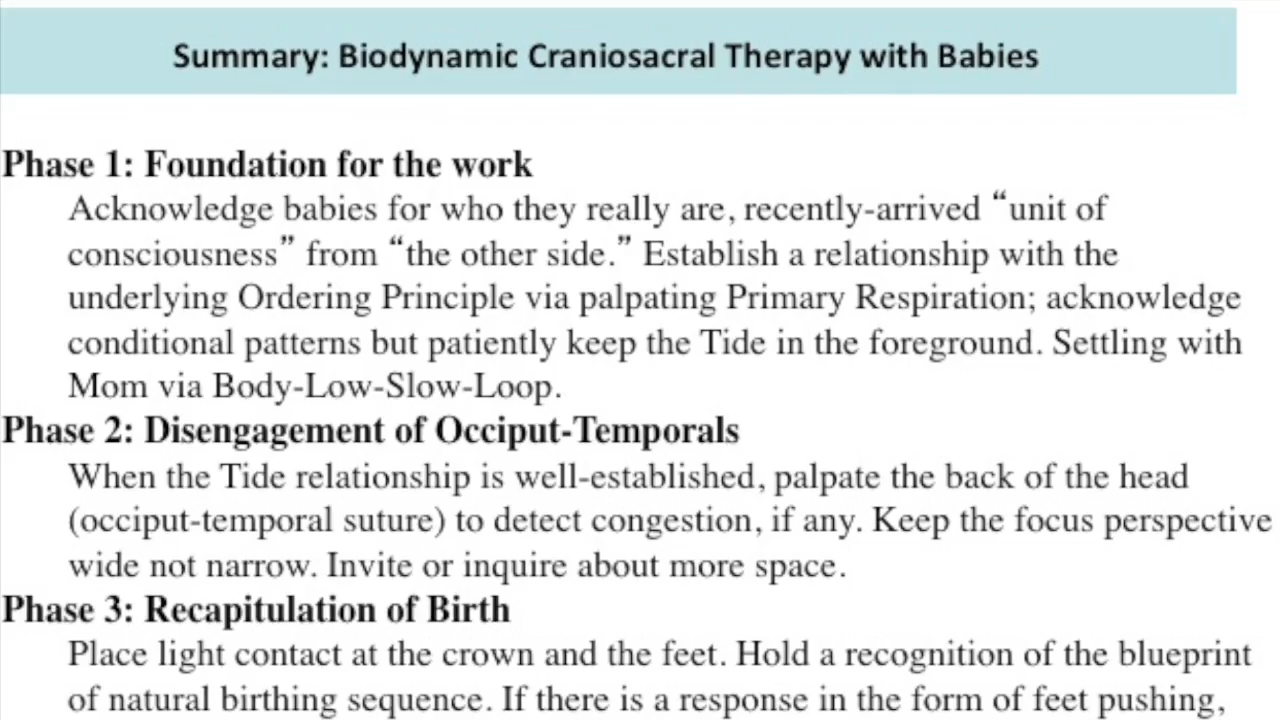 Summary: Biodynamic Craniosacral Therapy with Babies
Phase 1: Foundation for the work
Acknowledge babies for who they really are, recently-arrived “unit of
consciousness” from “the other side.” Establish a relationship with the
underlying Ordering Principle via palpating Primary Respiration; acknowledge
conditional patterns but patiently keep the Tide in the foreground. Settling with
Mom via Body-Low-Slow-Loop.
Phase 2: Disengagement of Occiput-Temporals
When the Tide relationship is well-established, palpate the back of the head
(occiput-temporal suture) to detect congestion, if any. Keep the focus perspective
wide not narrow. Invite or inquire about more space.
Phase 3: Recapitulation of Birth
Place light contact at the crown and the feet. Hold a recognition of the blueprint
of natural birthing sequence. If there is a response in the form of feet pushing,